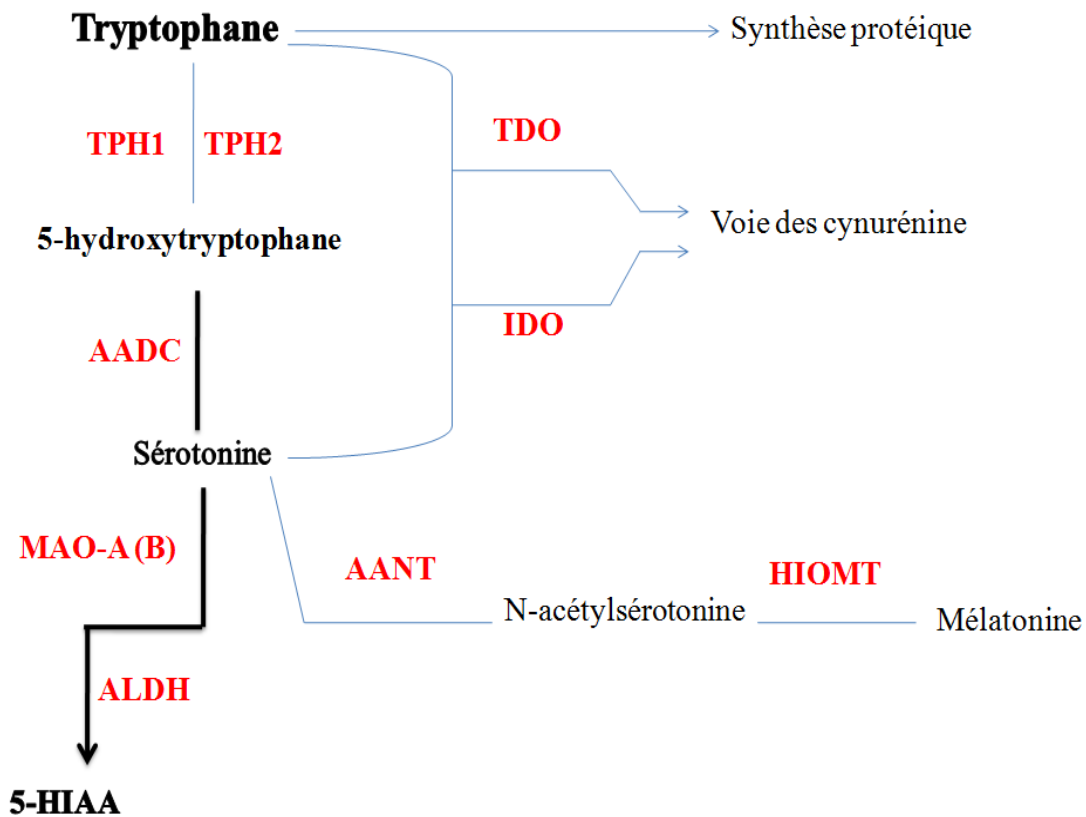 Tryptophane
Synthèse protéique
TPH1
TPH2
TDO
5-hydroxytryptophane
Voie des cynurénine
AADC
IDO
Sérotonine
MAO-A (B)
AANT
HIOMT
N-acétylsérotonine
Mélatonine
ALDH
5-HIAA